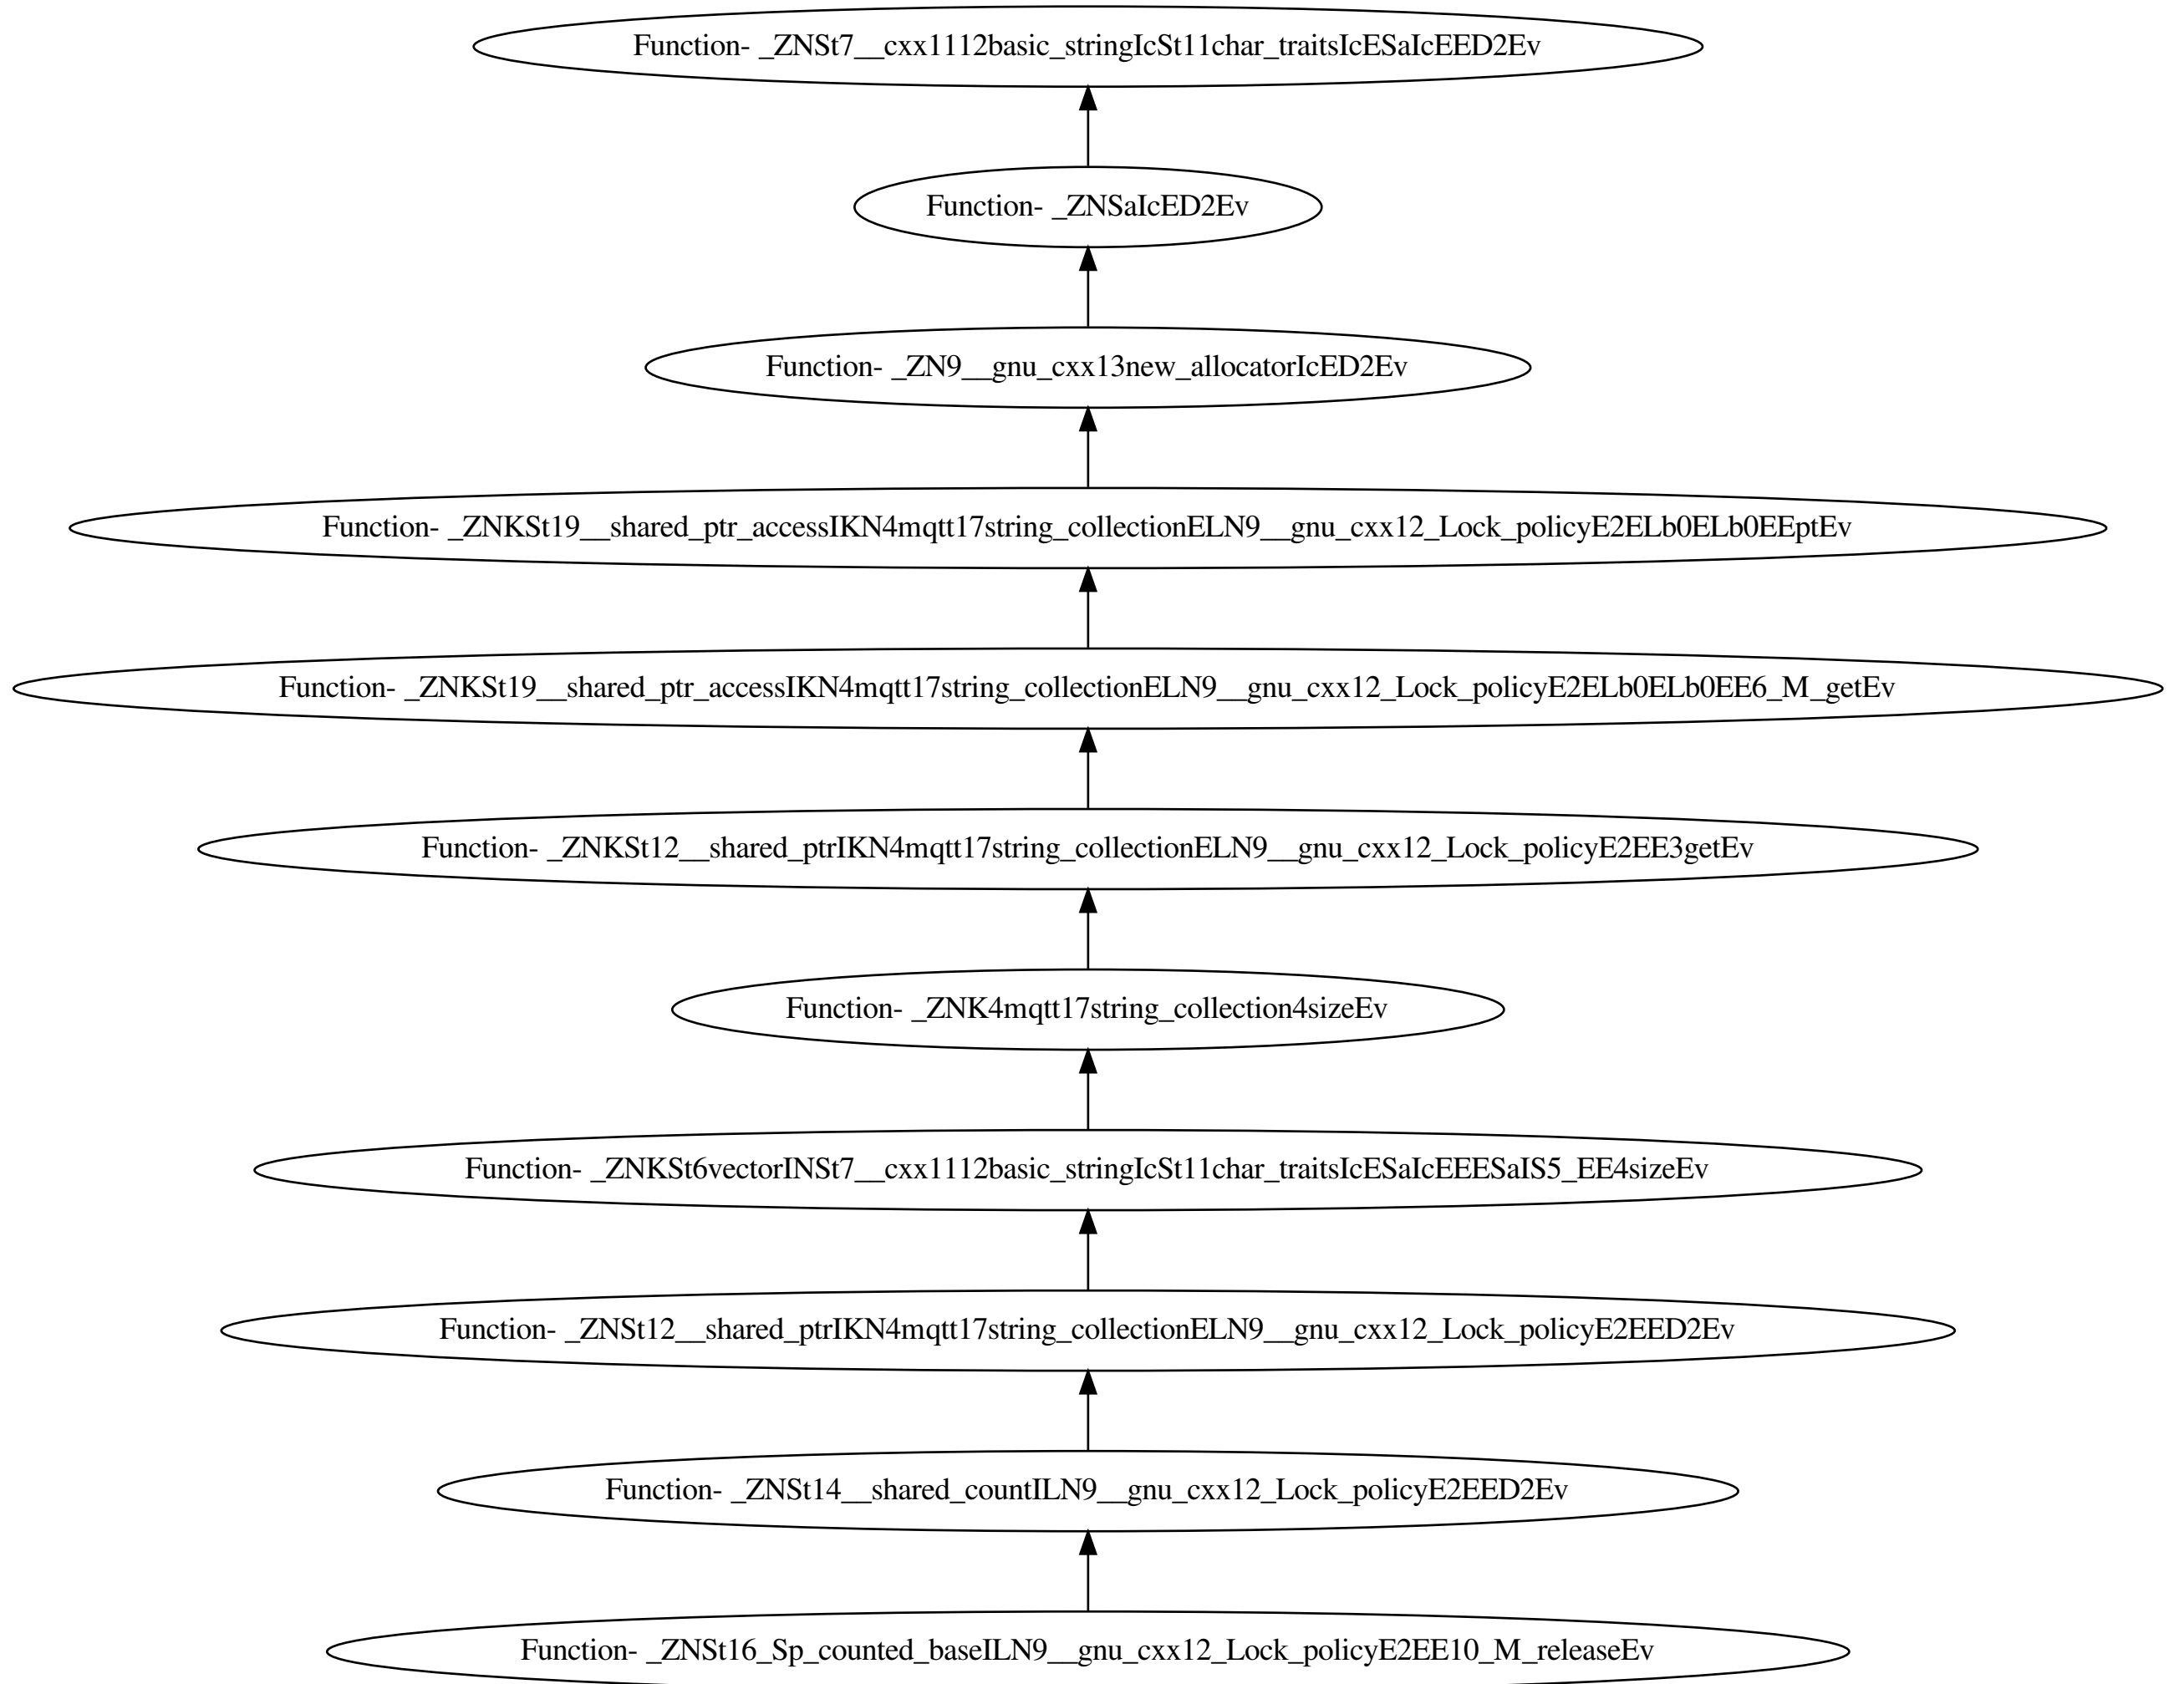 Function- _ZNSt7__cxx1112basic_stringIcSt11char_traitsIcESaIcEED2Ev
Function- _ZNSaIcED2Ev
Function- _ZN9__gnu_cxx13new_allocatorIcED2Ev
Function- _ZNKSt19__shared_ptr_accessIKN4mqtt17string_collectionELN9__gnu_cxx12_Lock_policyE2ELb0ELb0EEptEv
Function- _ZNKSt19__shared_ptr_accessIKN4mqtt17string_collectionELN9__gnu_cxx12_Lock_policyE2ELb0ELb0EE6_M_getEv
Function- _ZNKSt12__shared_ptrIKN4mqtt17string_collectionELN9__gnu_cxx12_Lock_policyE2EE3getEv
Function- _ZNK4mqtt17string_collection4sizeEv
Function- _ZNKSt6vectorINSt7__cxx1112basic_stringIcSt11char_traitsIcESaIcEEESaIS5_EE4sizeEv
Function- _ZNSt12__shared_ptrIKN4mqtt17string_collectionELN9__gnu_cxx12_Lock_policyE2EED2Ev
Function- _ZNSt14__shared_countILN9__gnu_cxx12_Lock_policyE2EED2Ev
Function- _ZNSt16_Sp_counted_baseILN9__gnu_cxx12_Lock_policyE2EE10_M_releaseEv